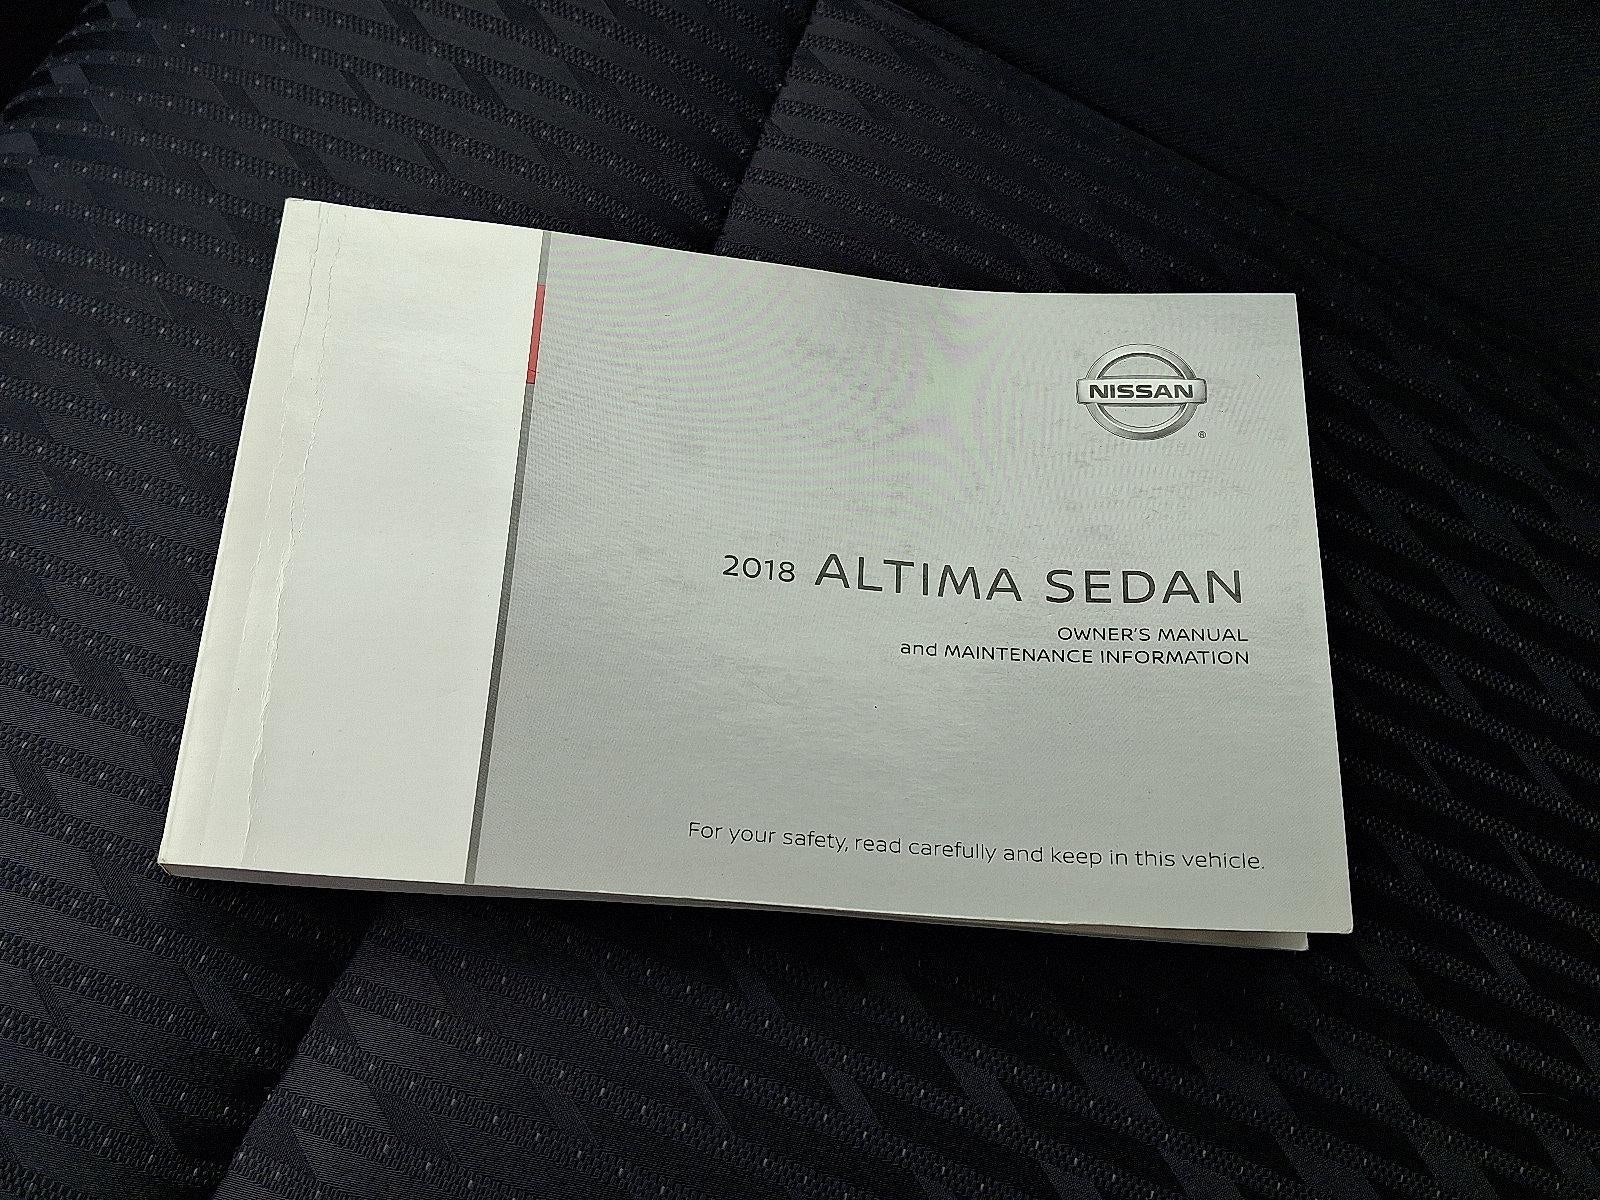 NISSAN
®
2018 ALTIMA SEDAN
OWNER'S MANUAL
and MAINTENANCE INFORMATION
For your safety, read carefully and keep in this vehicle.